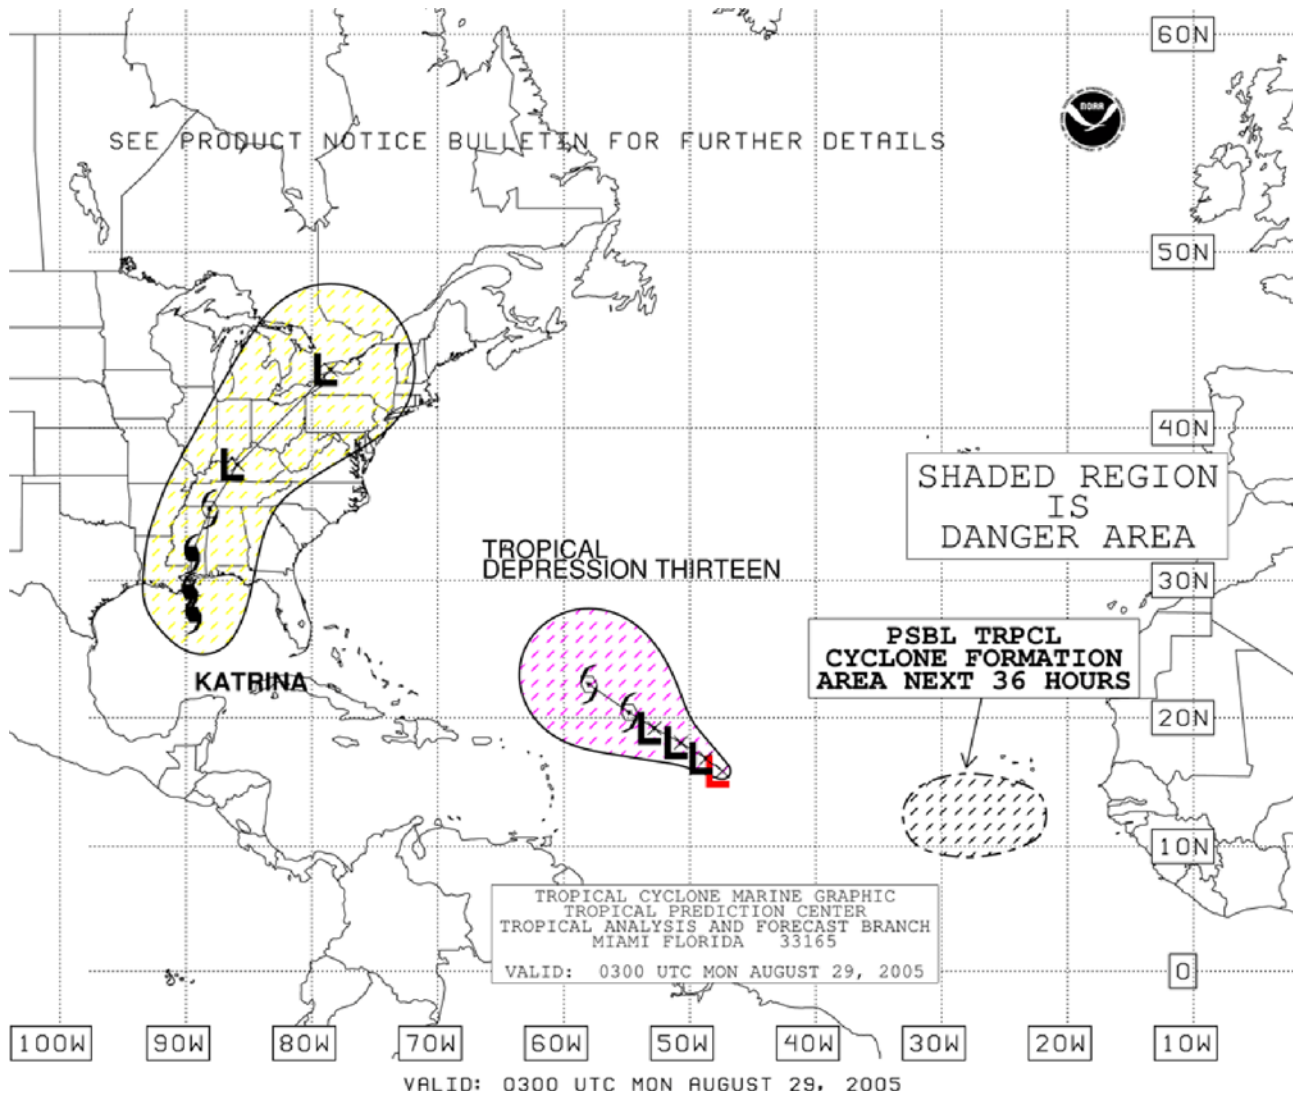 60N
NOAA
SEE PRODUCT NOTICE BULLETIN FOR FURTHER DETAILS
50N
40N
SHADED REGION
IS
DANGER AREA
TROPICAL
DEPRESSION THIRTEEN
30N
PSBL TRPCL
CYCLONE FORMATION
AREA NEXT 36 HOURS
KATRINA
L
L
L
L
L
L
20N
10N
TROPICAL CYCLONE MARINE GRAPHIC
TROPICAL PREDICTION CENTER
TROPICAL ANALYSIS AND FORECAST BRANCH
MIAMI FLORIDA 33165
VALID: 0300 UTC MON AUGUST 29, 2005
0
100W 90W 80W 70W 60W 50W 40W 30W 20W 10W
VALID: 0300 UTC MON AUGUST 29, 2005